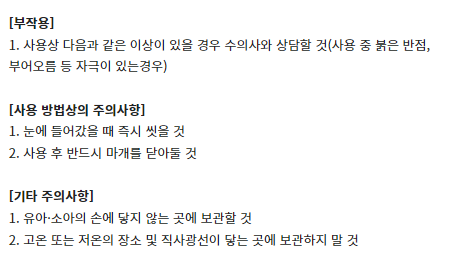 [부작용]
1. 사용상 다음과 같은 이상이 있을 경우 수의사와 상담할 것(사용 중 붉은 반점,
부어오름 등 자극이 있는경우)
[사용 방법상의 주의사항]
1. 눈에 들어갔을 때 즉시 씻을 것
2. 사용 후 반드시 마개를 닫아둘 것
[기타 주의사항]
1. 유아·소아의 손에 닿지 않는 곳에 보관할 것
2. 고온 또는 저온의 장소 및 직사광선이 닿는 곳에 보관하지 말 것